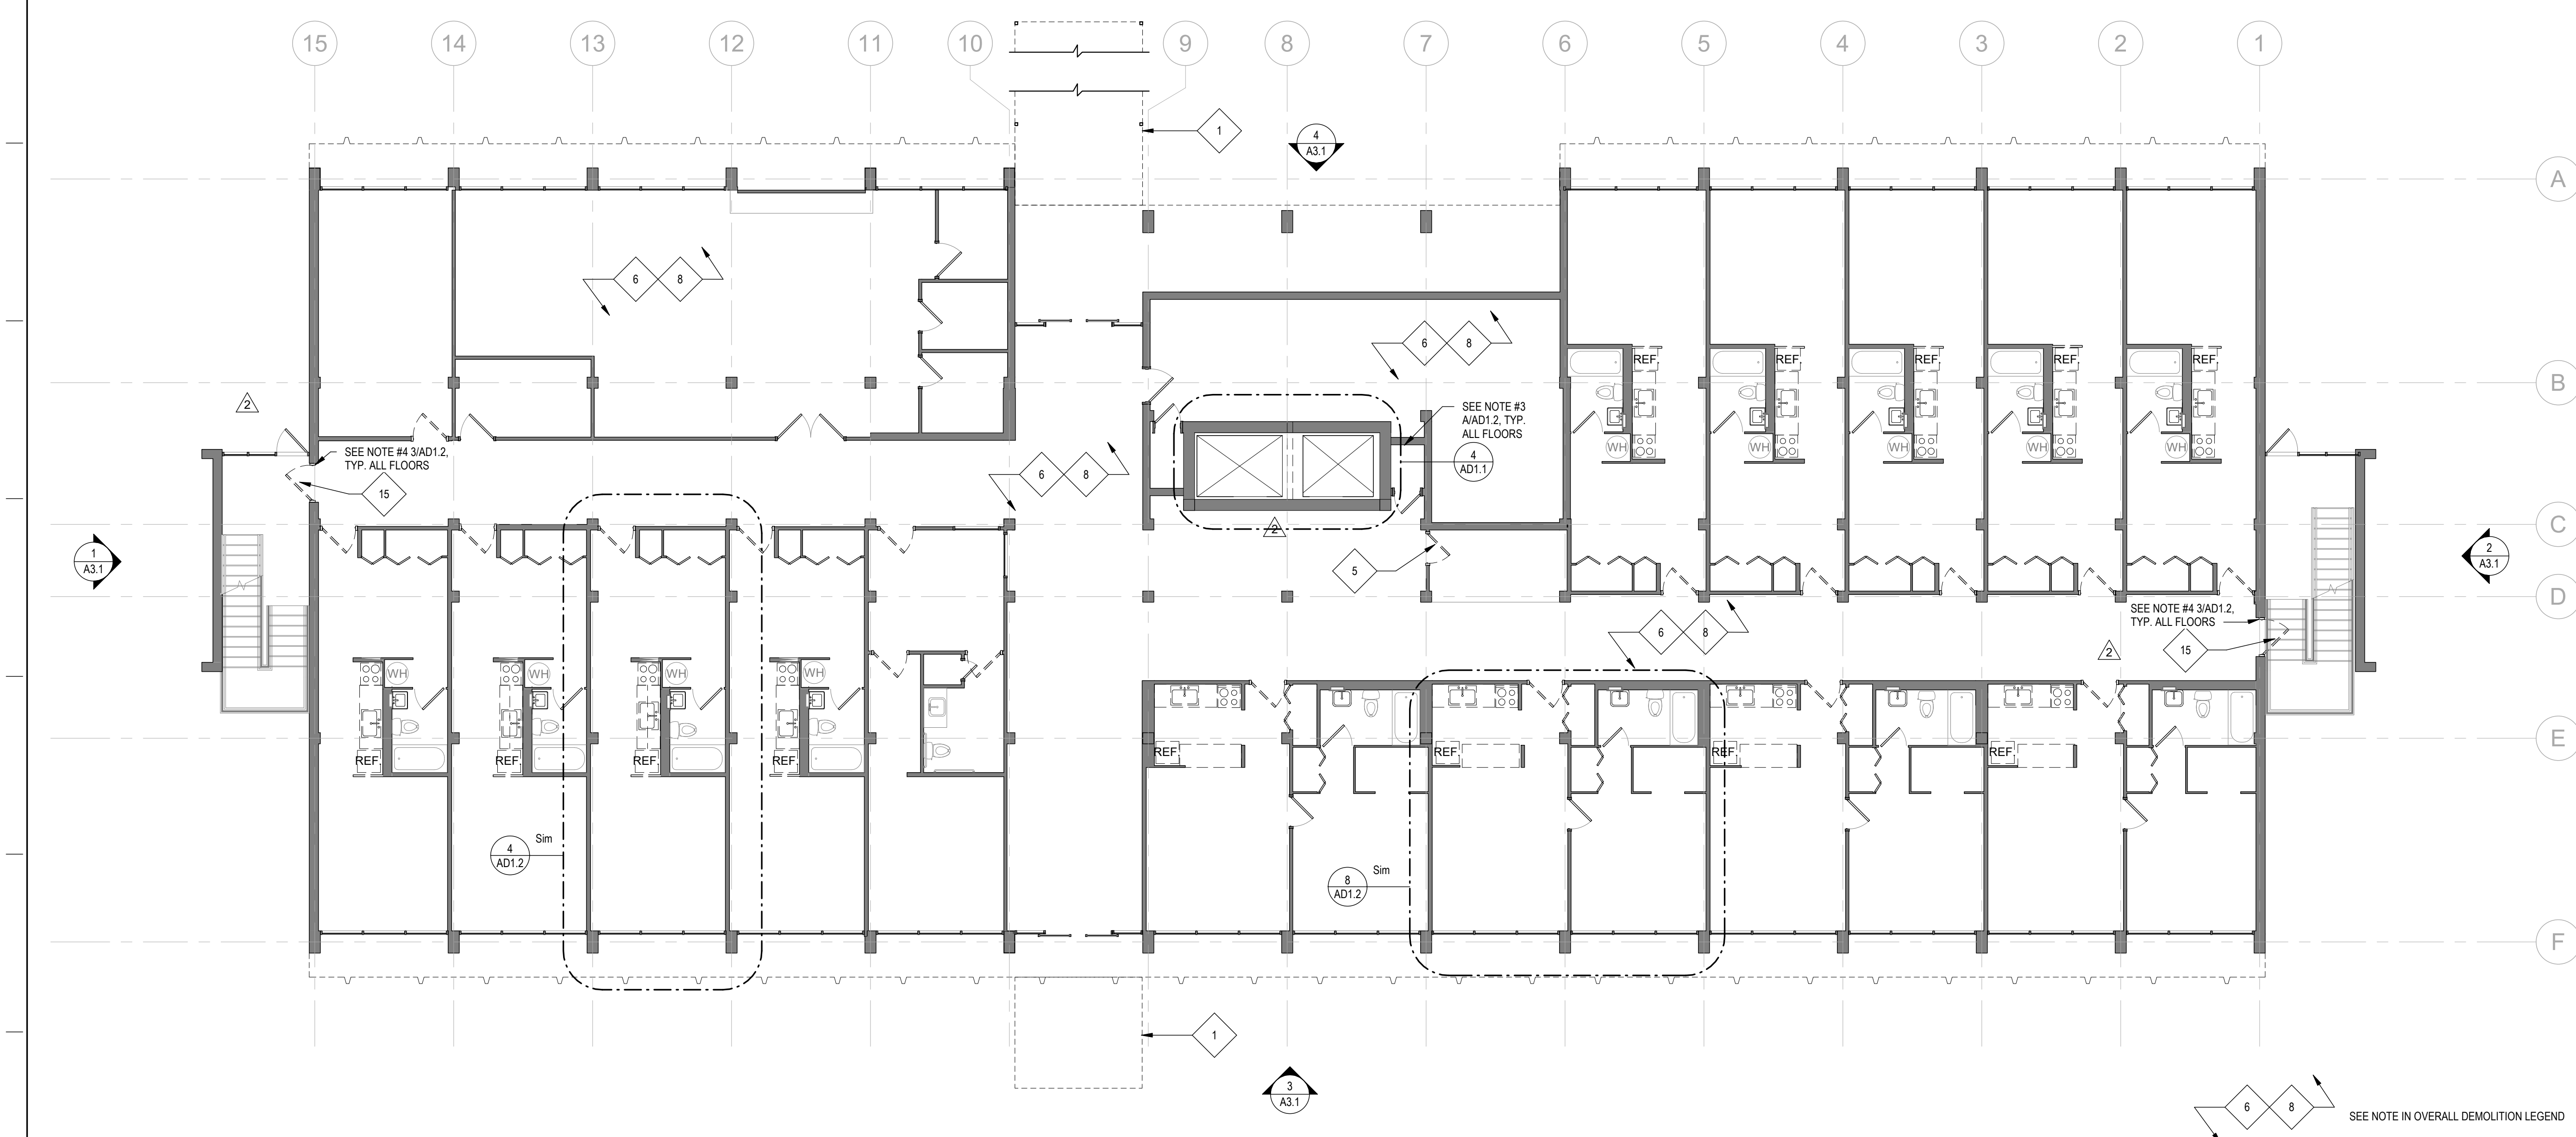 15
14
13
12
11
10
9
8
7
6
5
4
3
2
1
1
4
A3.1
A
6
8
6
8
REF.
REF.
REF.
REF.
REF.
B
2
SEE NOTE #3
A/AD1.2, TYP.
ALL FLOORS
WH
WH
WH
WH
WH
SEE NOTE #4 3/AD1.2,
TYP. ALL FLOORS
15
6
8
4
AD1.1
2
C
1
A3.1
5
2
A3.1
D
SEE NOTE #4 3/AD1.2,
TYP. ALL FLOORS
6
8
2
15
WH
WH
WH
WH
E
REF.
REF.
REF.
REF.
REF.
REF.
REF.
REF.
Sim
4
AD1.2
Sim
8
AD1.2
F
1
3
A3.1
6
8
SEE NOTE IN OVERALL DEMOLITION LEGEND